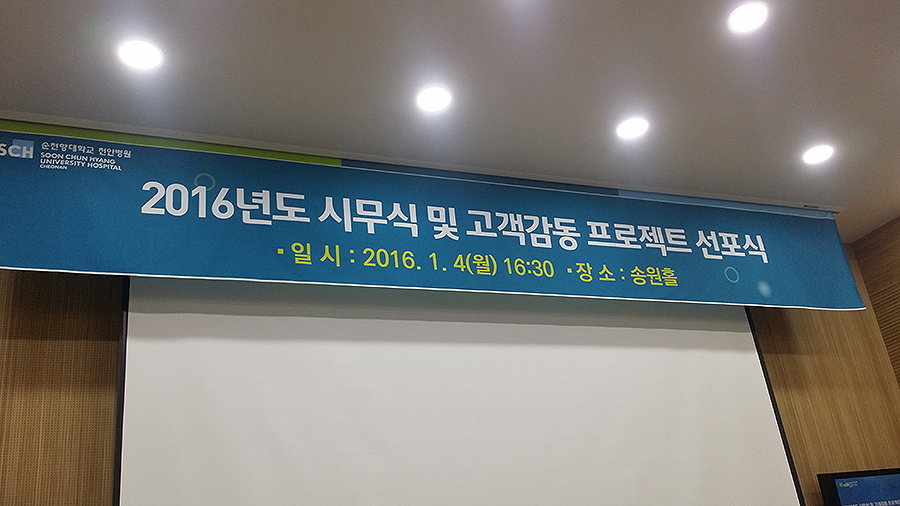 SCH 순천향대학교 천안병원
SOON CHUN HYANG
UNIVERSITY HOSPITAL
CHEONAN
2016년도 시무식 및 고객감동 프로젝트 선포식
▪일 시 : 2016. 1. 4(월) 16:30 ▪장 소 : 송원홀